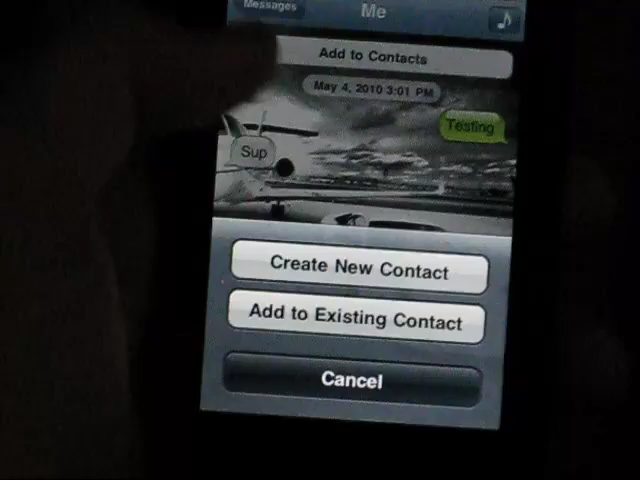 Messages
Me
Add to Contacts
May 4, 2010 3:01 PM
Testing
Sup
Create New Contact
Add to Existing Contact
Cancel